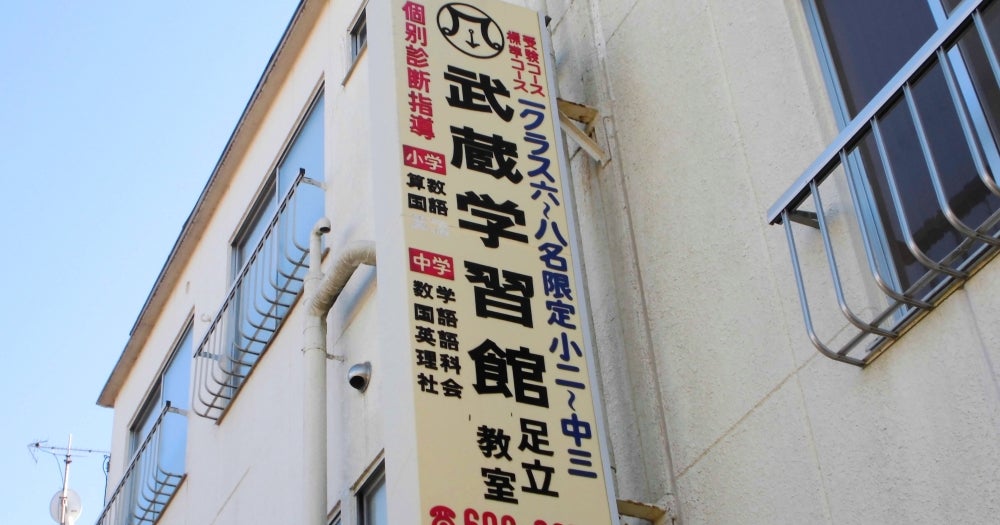 受験コース
標準コース
一クラス六~八名限定 小二~中三
武蔵学習館
足立
教室
個別診断指導
小学
算数
国語
中学
数学
国語
英語
理科
社会